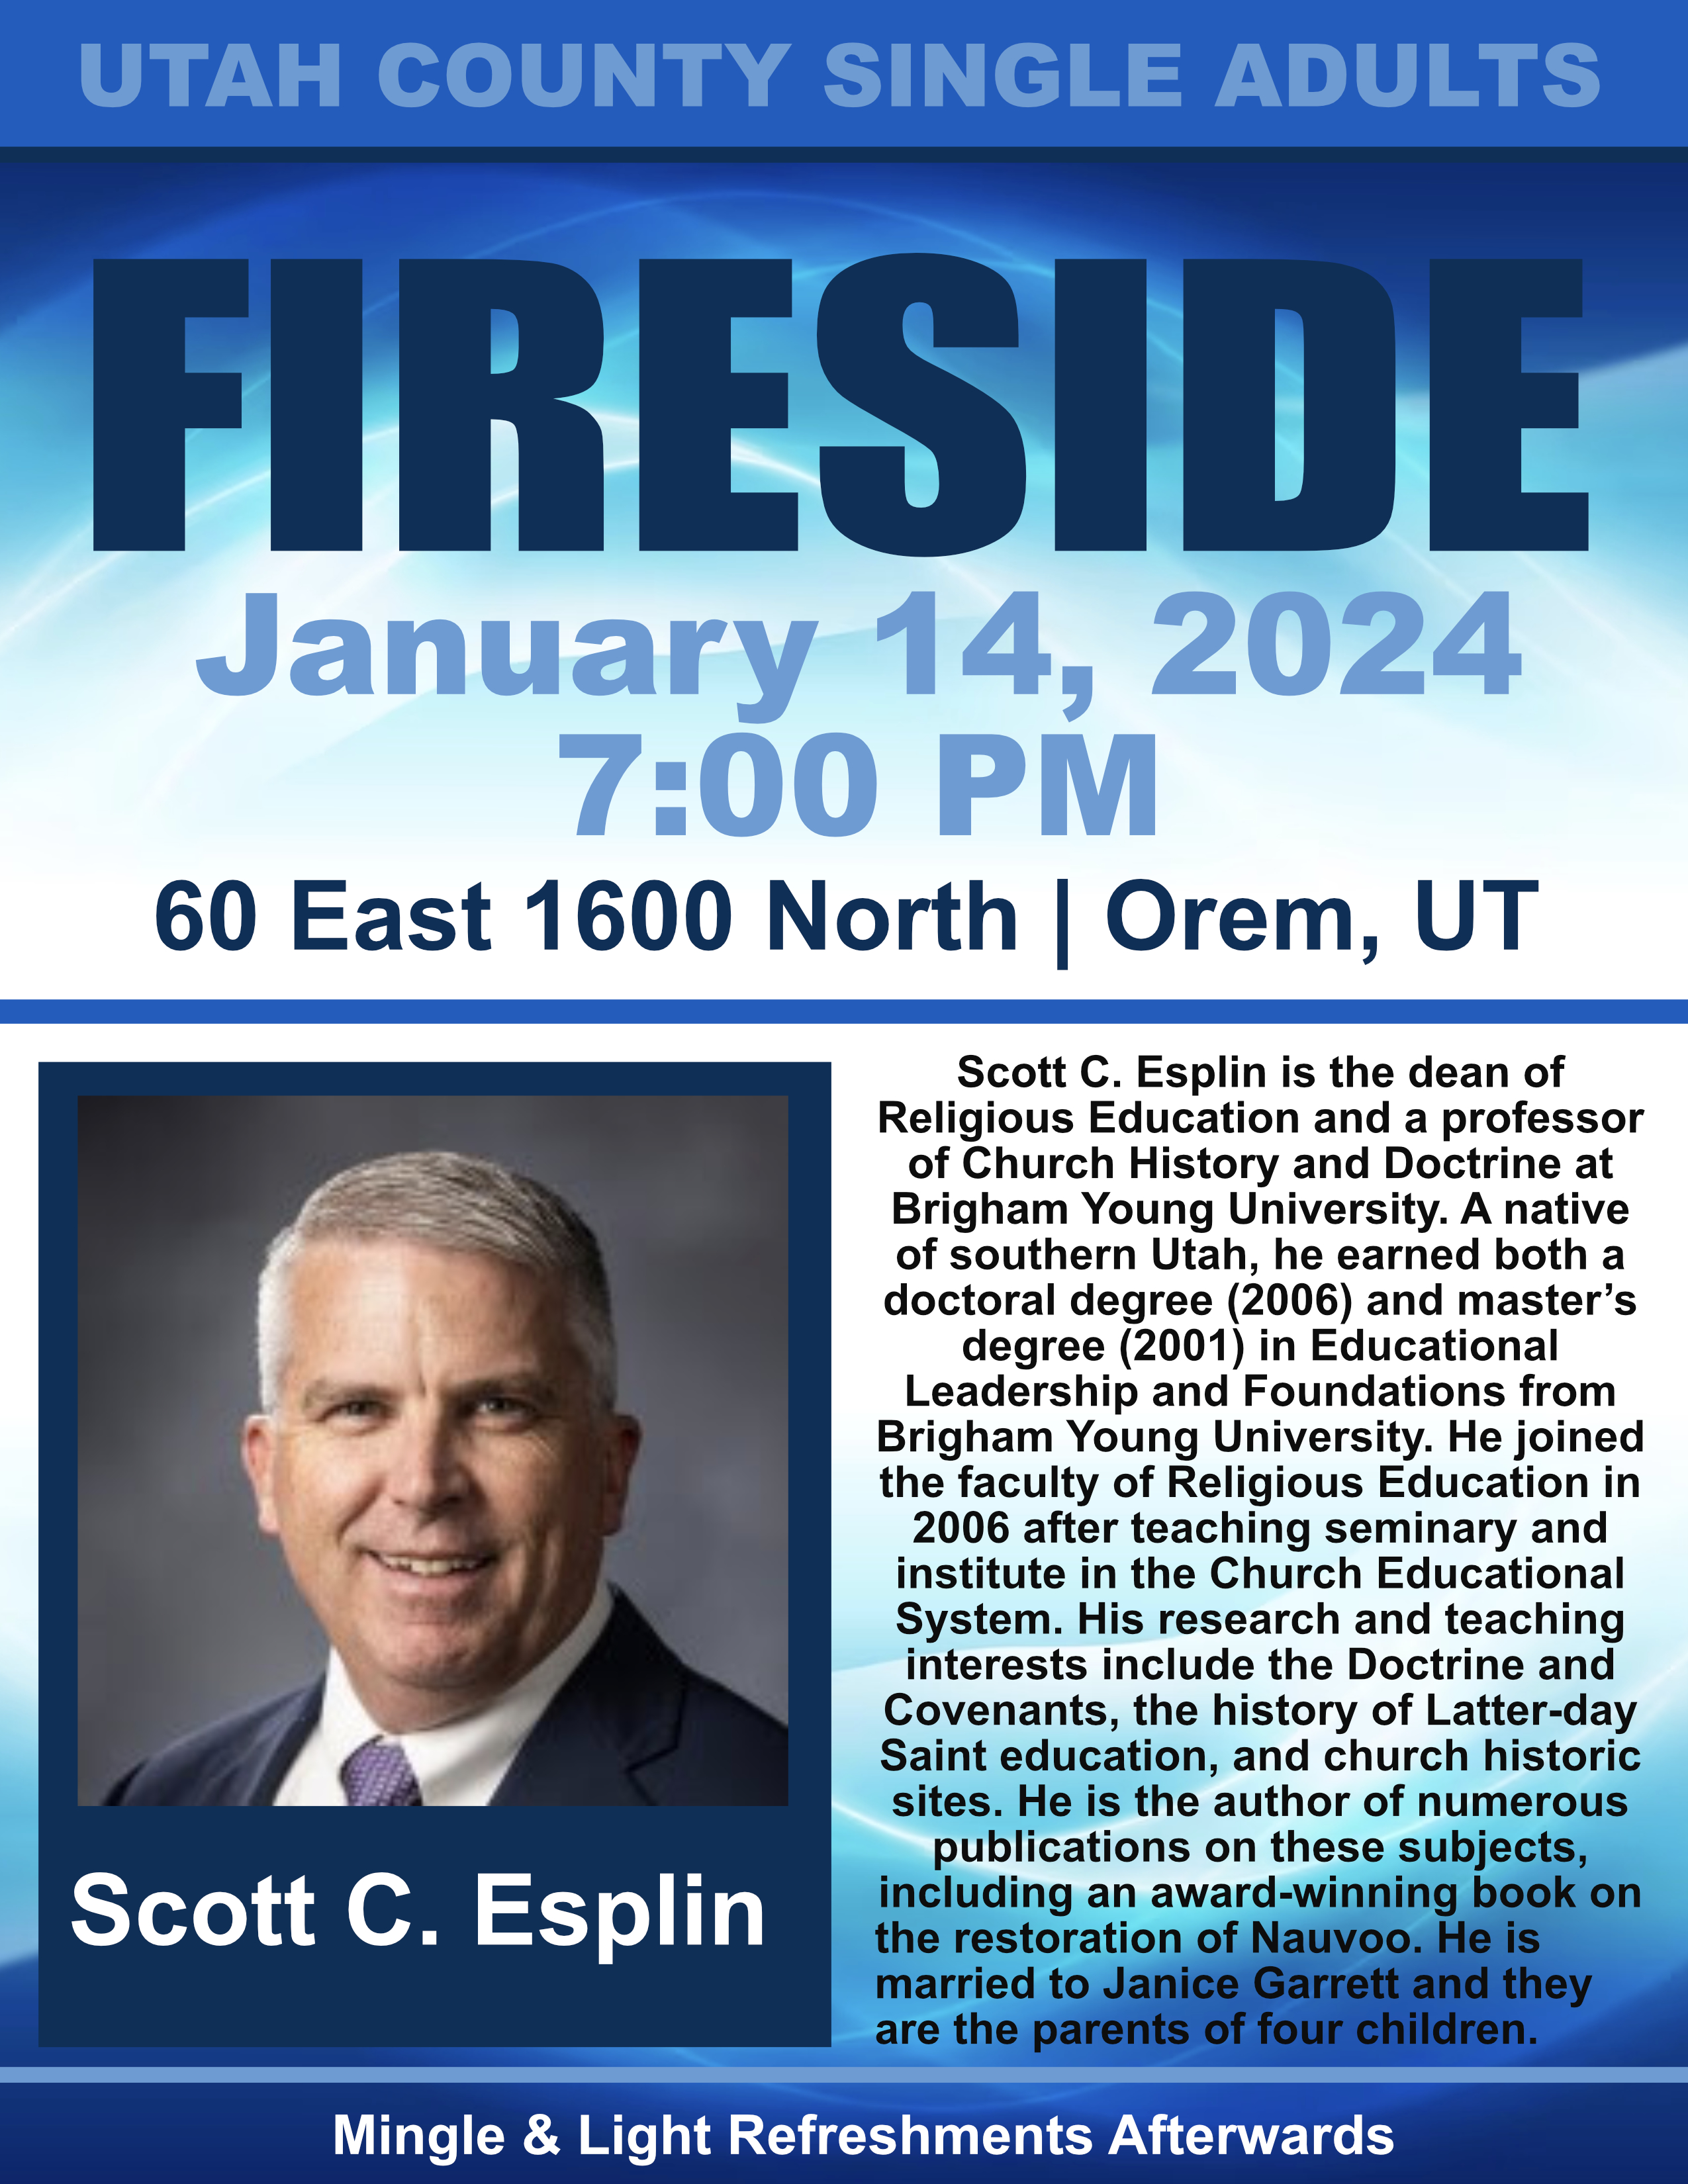 UTAH COUNTY SINGLE ADULTS
FIRESIDE
January 14, 2024
7:00 PM
60 East 1600 North | Orem, UT
Scott C. Esplin
Scott C. Esplin is the dean of
Religious Education and a professor
of Church History and Doctrine at
Brigham Young University. A native
of southern Utah, he earned both a
doctoral degree (2006) and master’s
degree (2001) in Educational
Leadership and Foundations from
Brigham Young University. He joined
the faculty of Religious Education in
2006 after teaching seminary and
institute in the Church Educational
System. His research and teaching
interests include the Doctrine and
Covenants, the history of Latter-day
Saint education, and church historic
sites. He is the author of numerous
publications on these subjects,
including an award-winning book on
the restoration of Nauvoo. He is
married to Janice Garrett and they
are the parents of four children.
Mingle & Light Refreshments Afterwards